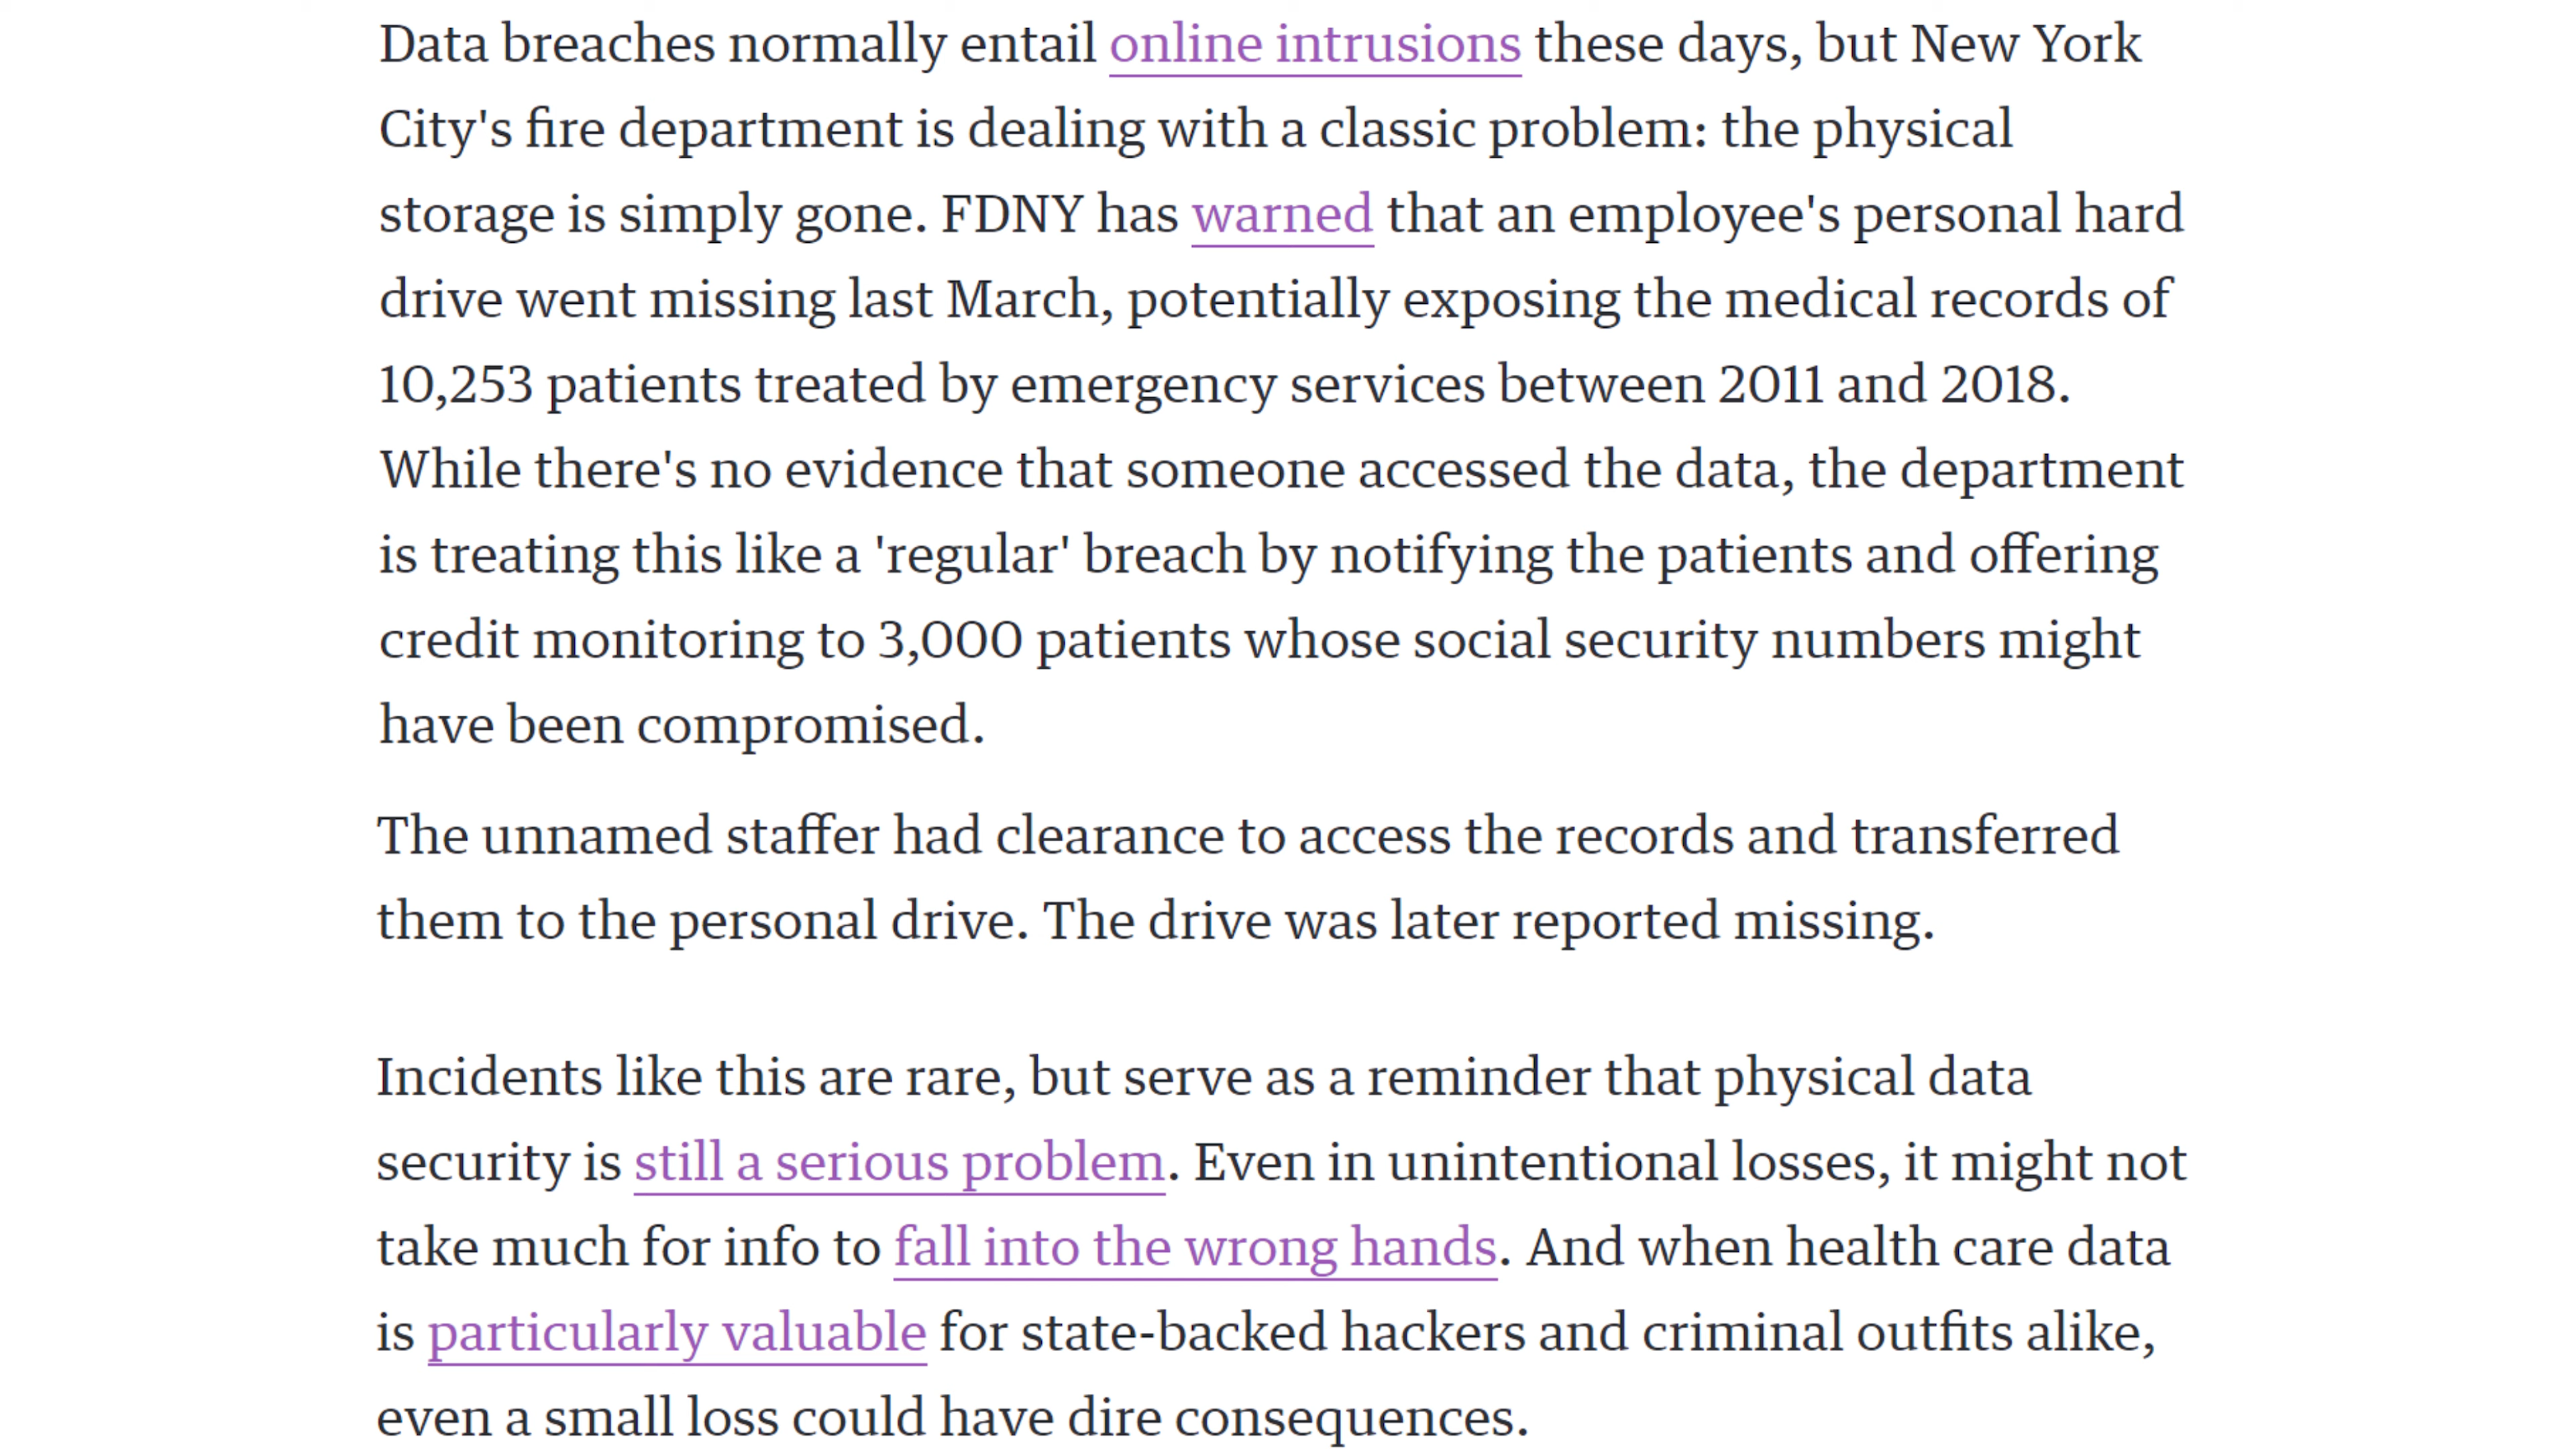 Data breaches normally entail online intrusions these days, but New York
City's fire department is dealing with a classic problem: the physical
storage is simply gone. FDNY has warned that an employee's personal hard
drive went missing last March, potentially exposing the medical records of
10,253 patients treated by emergency services between 2011 and 2018.
While there's no evidence that someone accessed the data, the department
is treating this like a 'regular' breach by notifying the patients and offering
credit monitoring to 3,000 patients whose social security numbers might
have been compromised.
The unnamed staffer had clearance to access the records and transferred
them to the personal drive. The drive was later reported missing.
Incidents like this are rare, but serve as a reminder that physical data
security is still a serious problem. Even in unintentional losses, it might not
take much for info to fall into the wrong hands. And when health care data
is particularly valuable for state-backed hackers and criminal outfits alike,
even a small loss could have dire consequences.